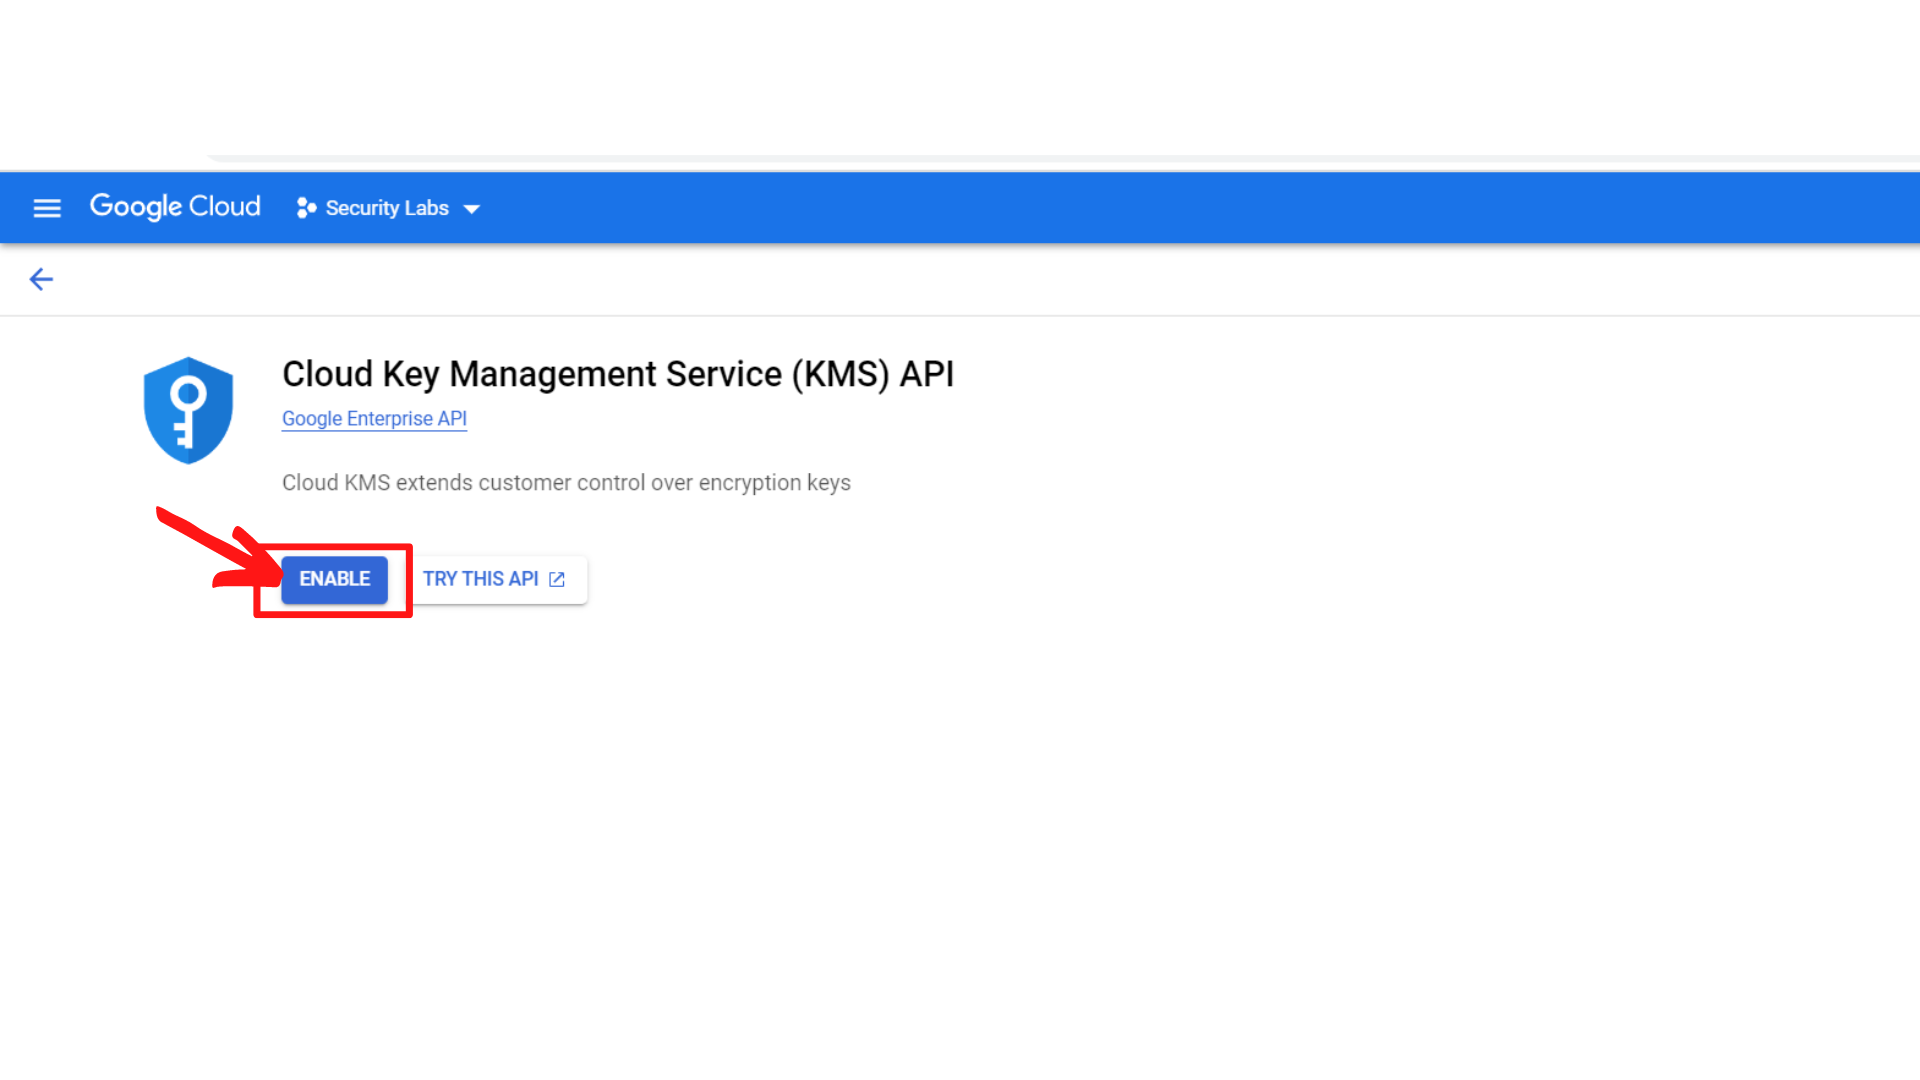 Google Cloud Security Labs
Cloud Key Management Service (KMS) API
Google Enterprise API
Cloud KMS extends customer control over encryption keys
ENABLE TRY THIS API